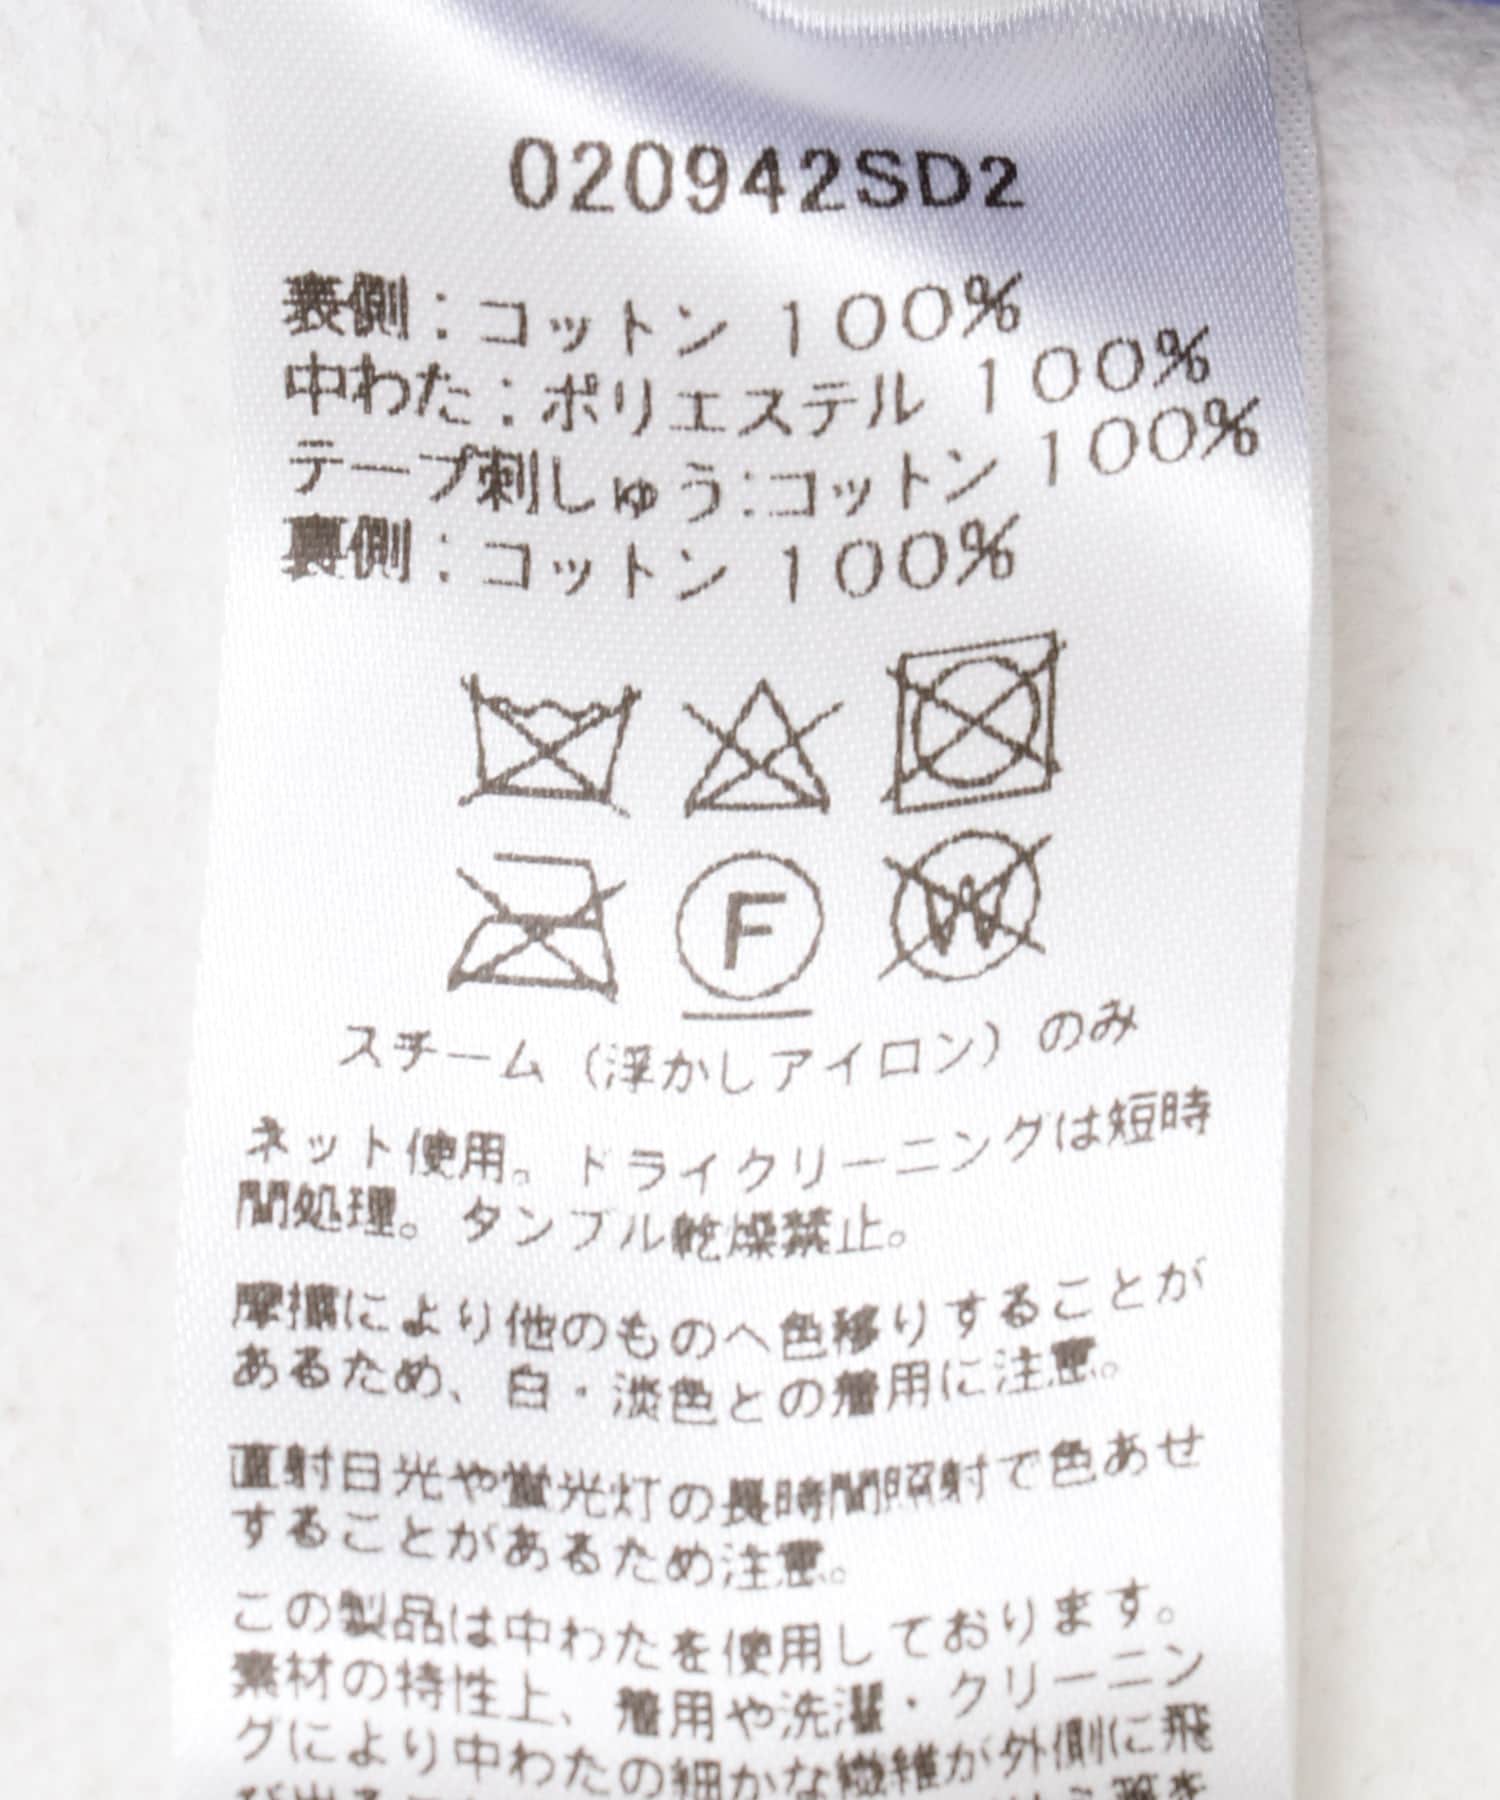 020942SD2
表側：コットン 100%
中わた：ポリエステル 100%
テープ刺しゅう：コットン 100%
裏側：コットン 100%
F
W
スチーム（浮かしアイロン）のみ
ネット使用。ドライクリーニングは短時
間処理。タンブル乾燥禁止。
摩擦により他のものへ色移りすることが
あるため、白・淡色との着用に注意。
直射日光や蛍光灯の長時間照射で色あせ
することがあるため注意。
この製品は中わたを使用しております。
素材の特性上、着用や洗濯・クリーニン
グにより中わたの細かな繊維が外側に飛